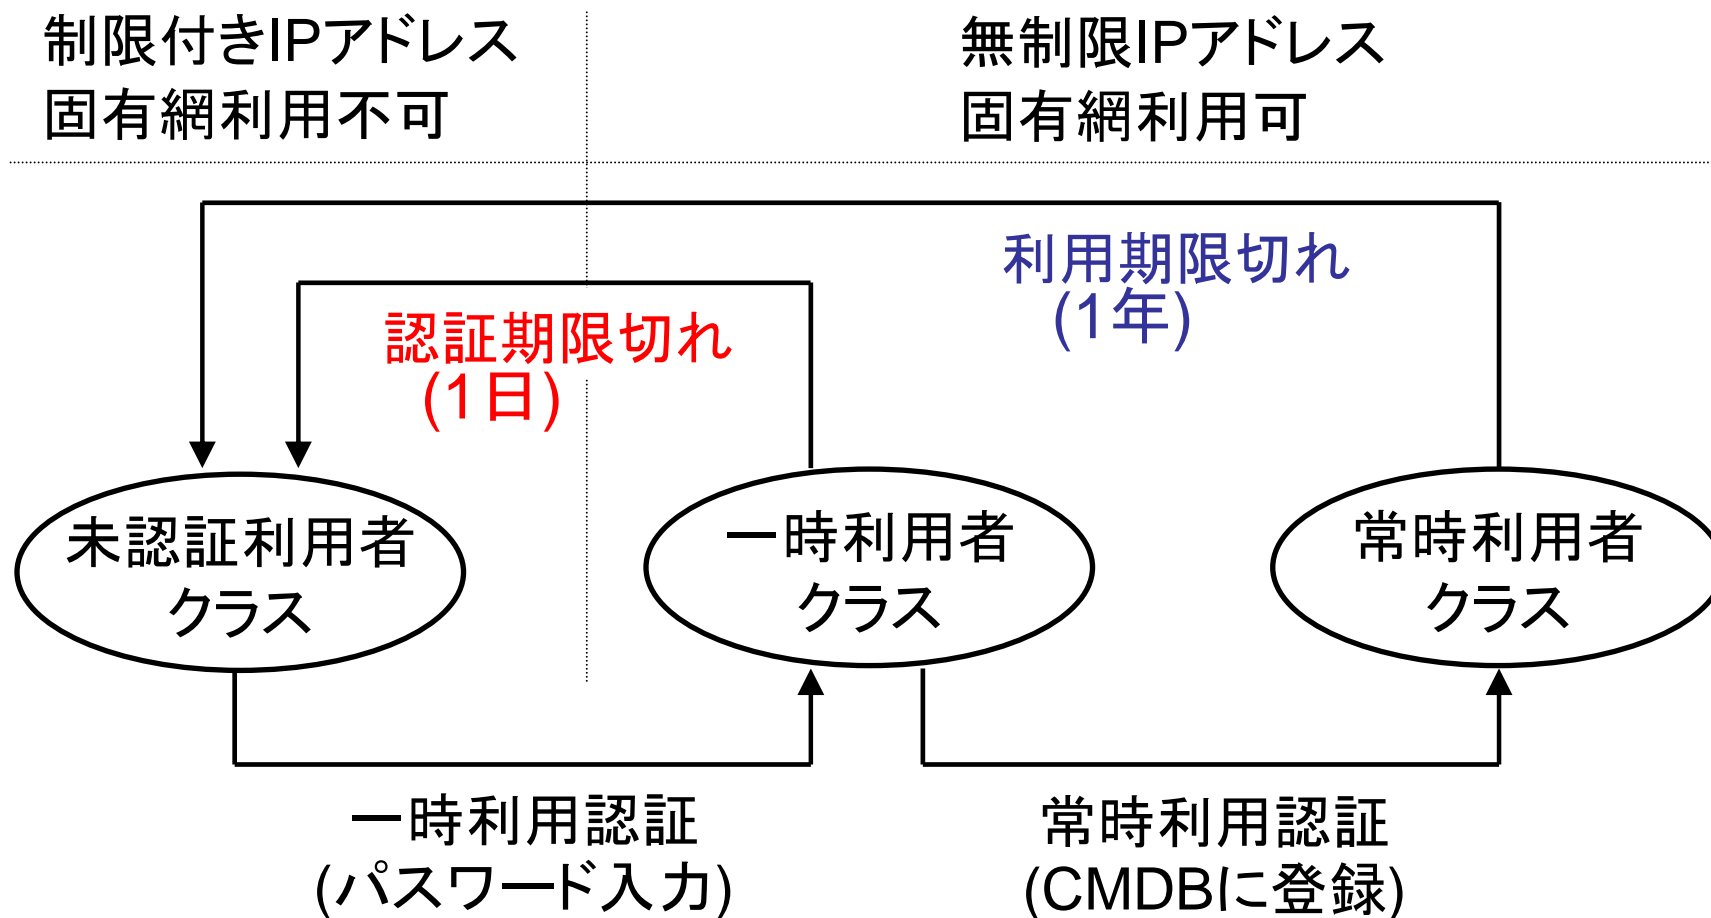 制限付きIPアドレス
固有網利用不可
無制限IPアドレス
固有網利用可
利用期限切れ
(1年)
認証期限切れ
(1日)
未認証利用者
クラス
一時利用者
クラス
常時利用者
クラス
一時利用認証
(パスワード入力)
常時利用認証
(CMDBに登録)